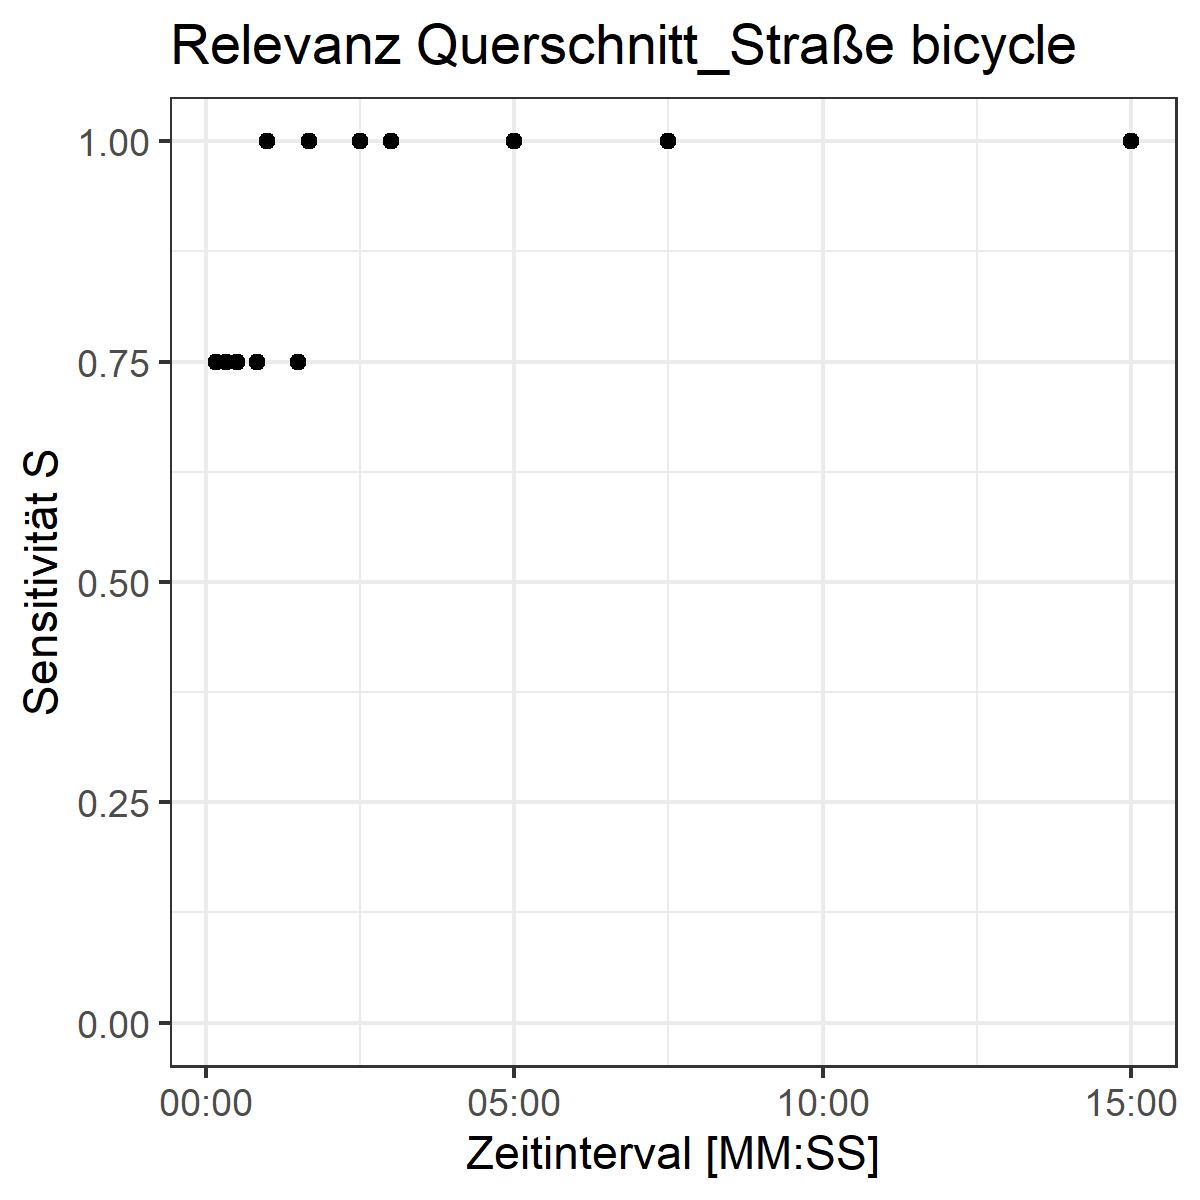 Relevanz Querschnitt_Straße bicycle
Sensitivität S
1.00
0.75
0.50
0.25
0.00
00:00 05:00 10:00 15:00
Zeitinterval [MM:SS]